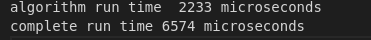 algorithm run time  2233 microseconds
complete run time 6574 microseconds